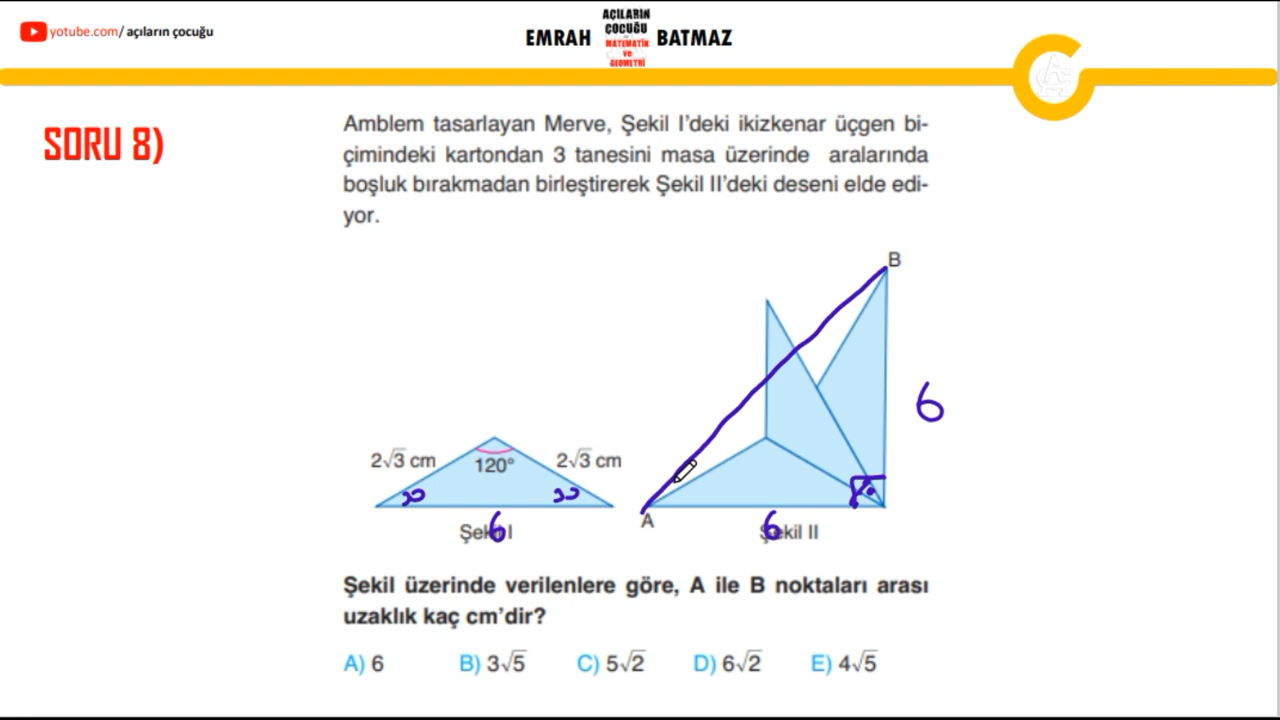 yotube.com/ açıların çocuğu
EMRAH
AÇILARIN
ÇOCUĞU
MATEMATİK
ve
GEOMETRİ
BATMAZ
SORU 8)
Amblem tasarlayan Merve, Şekil I'deki ikizkenar üçgen bi-
çimindeki kartondan 3 tanesini masa üzerinde aralarında
boşluk bırakmadan birleştirerek Şekil II'deki deseni elde edi-
yor.
B
6
2√3 cm
120°
2√3 cm
30
30
6
A
6
Şekil I
Şekil II
Şekil üzerinde verilenlere göre, A ile B noktaları arası
uzaklık kaç cm'dir?
A) 6 B) 3√5 C) 5√2 D) 6√2 E) 4√5